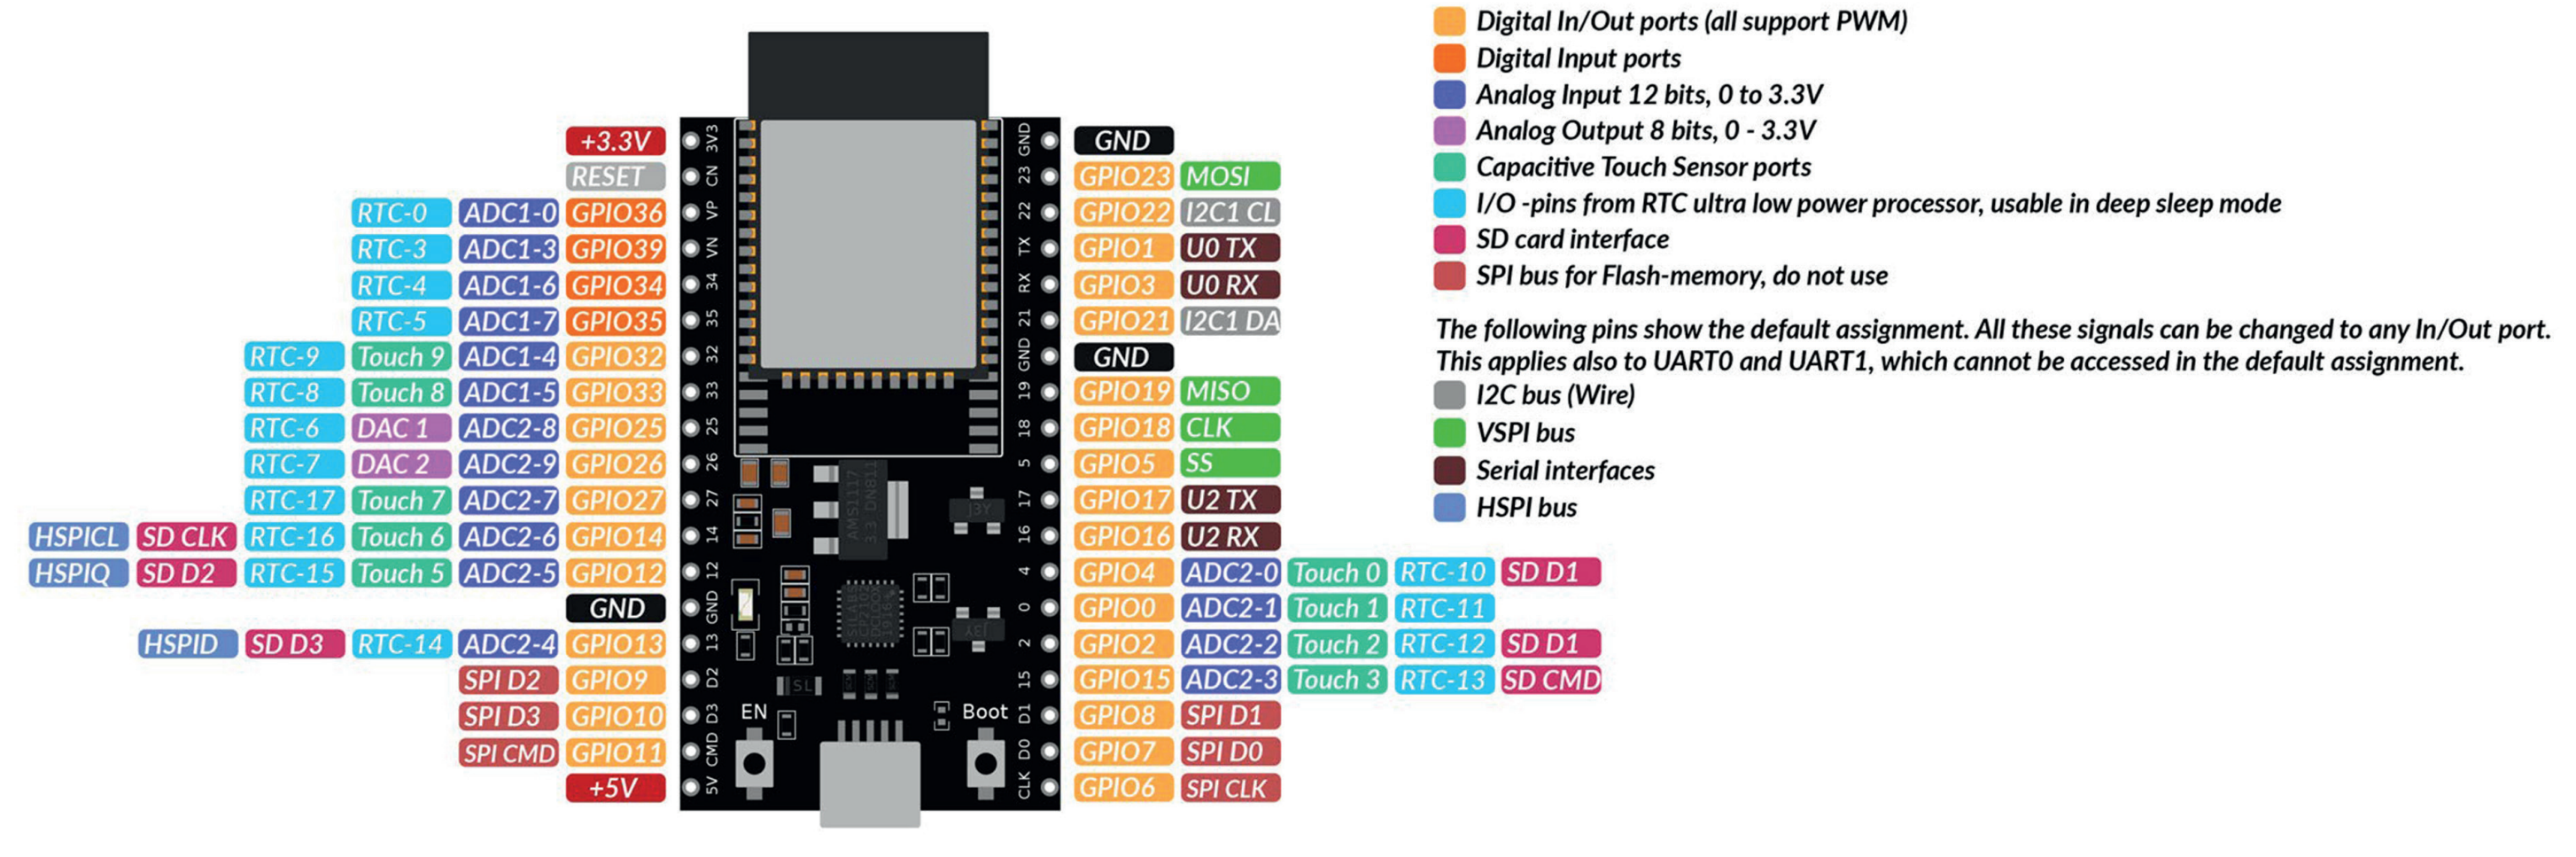 Digital In/Out ports (all support PWM)
Digital Input ports
Analog Input 12 bits, 0 to 3.3V
Analog Output 8 bits, 0 - 3.3V
Capacitive Touch Sensor ports
I/O -pins from RTC ultra low power processor, usable in deep sleep mode
SD card interface
SPI bus for Flash-memory, do not use
The following pins show the default assignment. All these signals can be changed to any In/Out port.
This applies also to UART0 and UART1, which cannot be accessed in the default assignment.
I2C bus (Wire)
VSPI bus
Serial interfaces
HSPI bus
+3.3V 3V3 GND GND
RESET CN 23 GPIO23 MOSI
RTC-0 ADC1-0 GPIO36 VP 22 GPIO22 I2C1 CL
RTC-3 ADC1-3 GPIO39 VN TX GPIO1 U0 TX
RTC-4 ADC1-6 GPIO34 34 RX GPIO3 U0 RX
RTC-5 ADC1-7 GPIO35 35 21 GPIO21 I2C1 DA
RTC-9 Touch 9 ADC1-4 GPIO32 32 GND GND
RTC-8 Touch 8 ADC1-5 GPIO33 33 19 GPIO19 MISO
RTC-6 DAC 1 ADC2-8 GPIO25 25 18 GPIO18 CLK
RTC-7 DAC 2 ADC2-9 GPIO26 26 5 GPIO5 SS
RTC-17 Touch 7 ADC2-7 GPIO27 27 17 GPIO17 U2 TX
HSPICL SD CLK RTC-16 Touch 6 ADC2-6 GPIO14 14 16 GPIO16 U2 RX
HSPIQ SD D2 RTC-15 Touch 5 ADC2-5 GPIO12 12 4 GPIO4 ADC2-0 Touch 0 RTC-10 SD D1
GND GND 0 GPIO0 ADC2-1 Touch 1 RTC-11
HSPID SD D3 RTC-14 ADC2-4 GPIO13 13 2 GPIO2 ADC2-2 Touch 2 RTC-12 SD D1
SPI D2 GPIO9 D2 15 GPIO15 ADC2-3 Touch 3 RTC-13 SD CMD
SPI D3 GPIO10 D3 D1 GPIO8 SPI D1
SPI CMD GPIO11 CMD D0 GPIO7 SPI D0
+5V 5V CLK GPIO6 SPI CLK
AMS1117
3.3 DN811
J3Y
J3Y
SL
EN
Boot